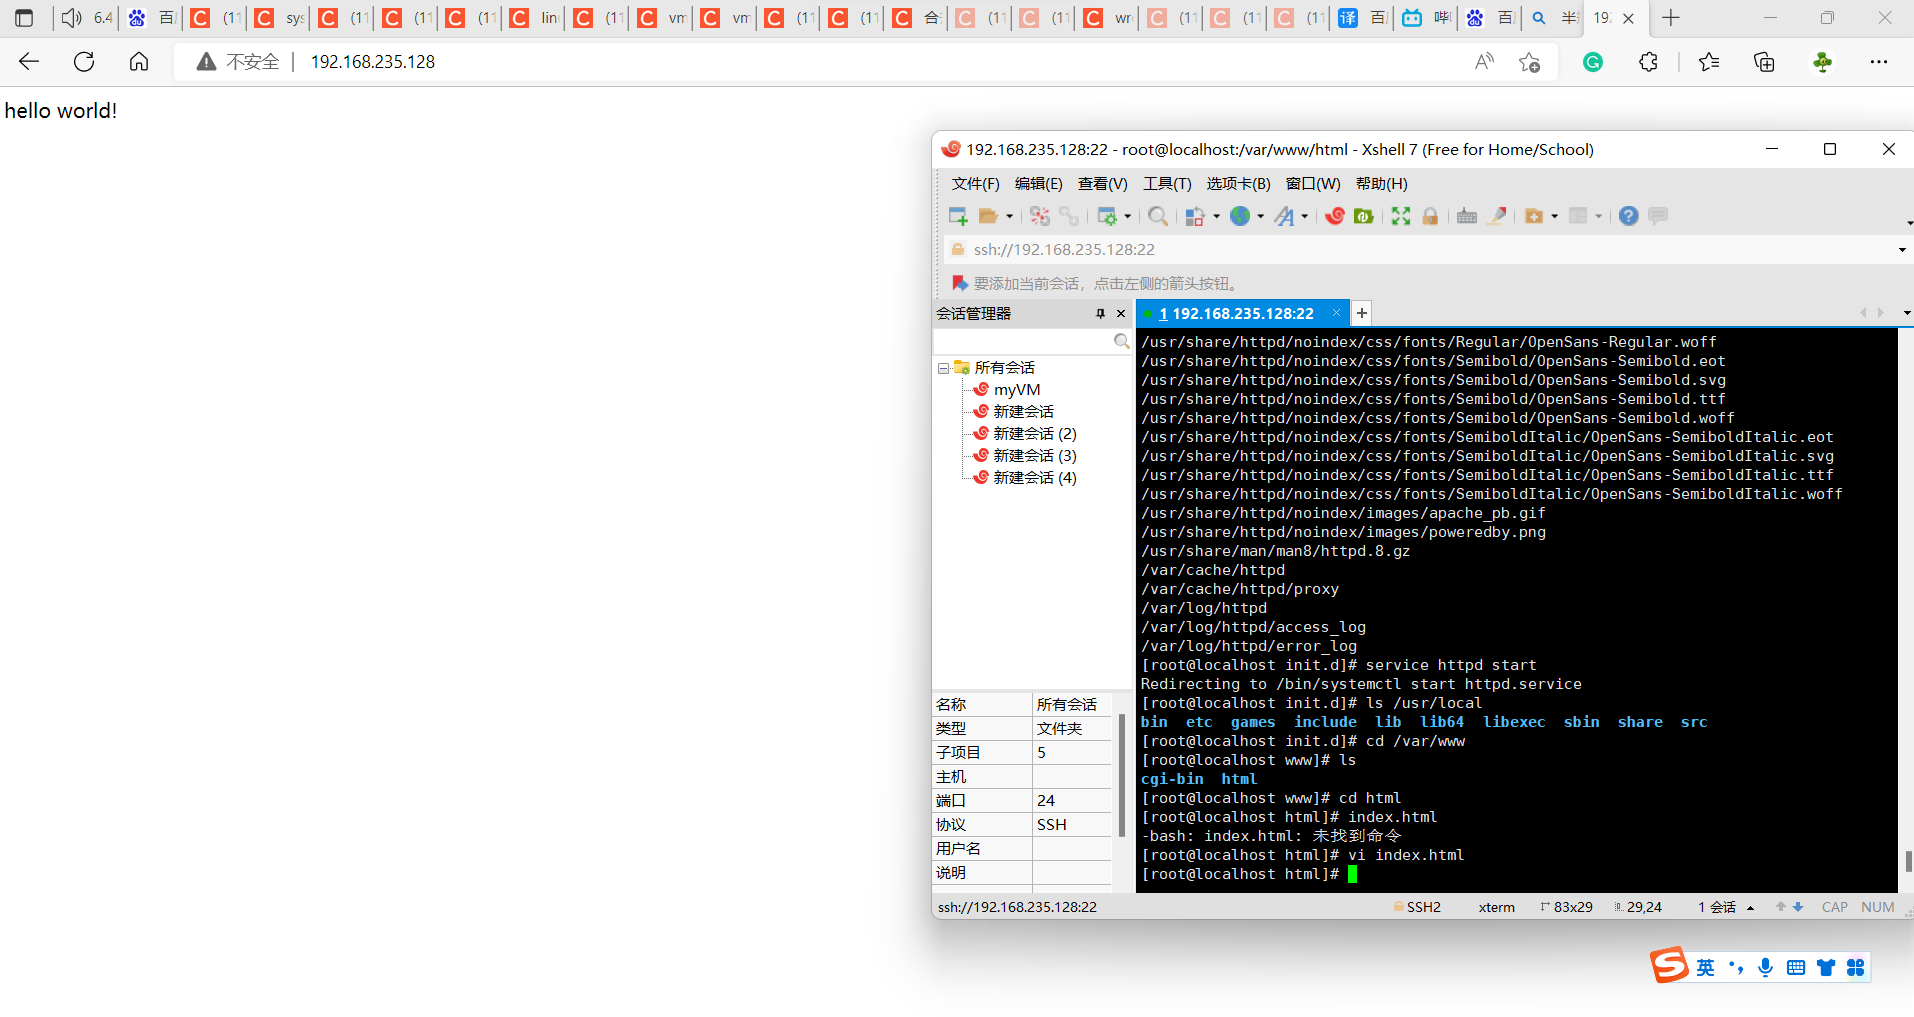 6.4 百 (1 sys (1 (1 (1 lin (1 vm vm (1 (1 合 (1 (1 wr (1 (1 (1 译 百 哔 百 半 192
不安全 192.168.235.128
hello world!
192.168.235.128:22 - root@localhost:/var/www/html - Xshell 7 (Free for Home/School)
文件(F) 编辑(E) 查看(V) 工具(T) 选项卡(B) 窗口(W) 帮助(H)
ssh://192.168.235.128:22
要添加当前会话，点击左侧的箭头按钮。
会话管理器
1 192.168.235.128:22
所有会话
myVM
新建会话
新建会话 (2)
新建会话 (3)
新建会话 (4)
名称 所有会话
类型 文件夹
子项目 5
主机
端口 24
协议 SSH
用户名
说明
/usr/share/httpd/noindex/css/fonts/Regular/OpenSans-Regular.woff
/usr/share/httpd/noindex/css/fonts/Semibold/OpenSans-Semibold.eot
/usr/share/httpd/noindex/css/fonts/Semibold/OpenSans-Semibold.svg
/usr/share/httpd/noindex/css/fonts/Semibold/OpenSans-Semibold.ttf
/usr/share/httpd/noindex/css/fonts/Semibold/OpenSans-Semibold.woff
/usr/share/httpd/noindex/css/fonts/SemiboldItalic/OpenSans-SemiboldItalic.eot
/usr/share/httpd/noindex/css/fonts/SemiboldItalic/OpenSans-SemiboldItalic.svg
/usr/share/httpd/noindex/css/fonts/SemiboldItalic/OpenSans-SemiboldItalic.ttf
/usr/share/httpd/noindex/css/fonts/SemiboldItalic/OpenSans-SemiboldItalic.woff
/usr/share/httpd/noindex/images/apache_pb.gif
/usr/share/httpd/noindex/images/poweredby.png
/usr/share/man/man8/httpd.8.gz
/var/cache/httpd
/var/cache/httpd/proxy
/var/log/httpd
/var/log/httpd/access_log
/var/log/httpd/error_log
[root@localhost init.d]# service httpd start
Redirecting to /bin/systemctl start httpd.service
[root@localhost init.d]# ls /usr/local
bin etc games include lib lib64 libexec sbin share src
[root@localhost init.d]# cd /var/www
[root@localhost www]# ls
cgi-bin html
[root@localhost www]# cd html
[root@localhost html]# index.html
-bash: index.html: 未找到命令
[root@localhost html]# vi index.html
[root@localhost html]#
ssh://192.168.235.128:22 SSH2 xterm 83x29 29,24 1 会话 CAP NUM
英